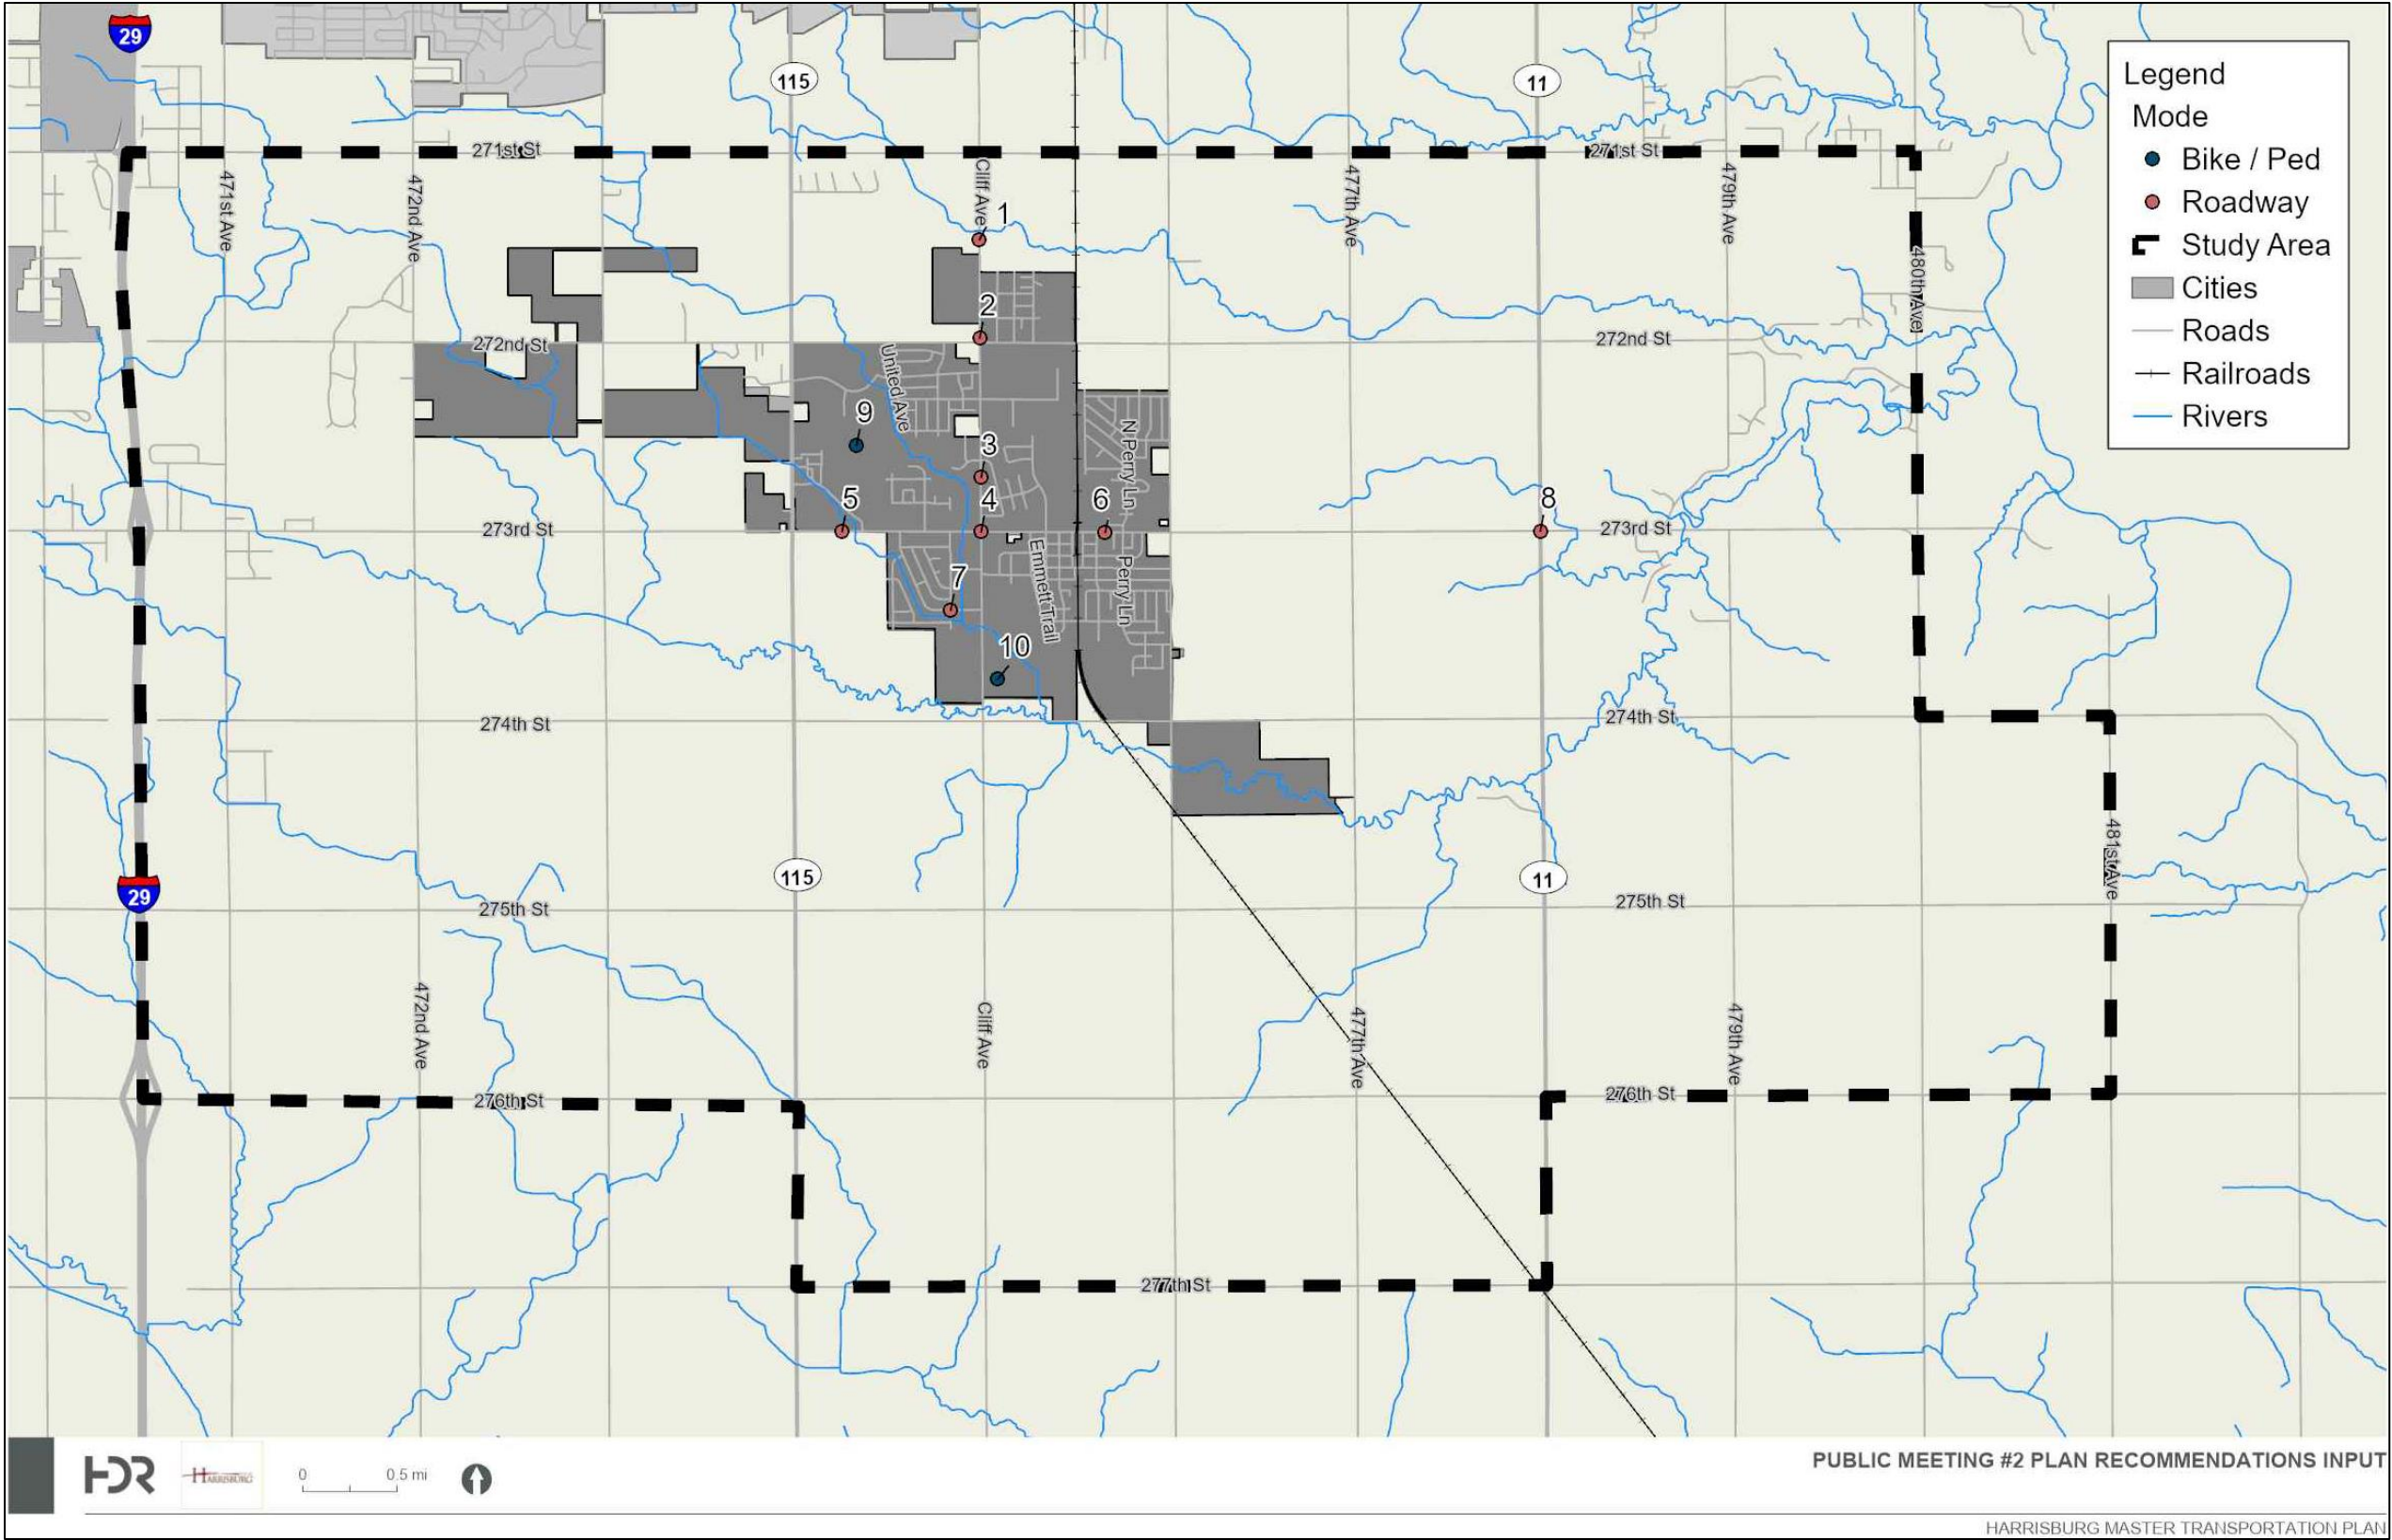 29
115
11
Legend
Mode
Bike / Ped
Roadway
Study Area
Cities
Roads
Railroads
Rivers
271st St
271st St
471st Ave
472nd Ave
Cliff Ave
477th Ave
479th Ave
480th Ave
1
2
272nd St
272nd St
United Ave
9
N Perry Ln
3
5
4
6
8
273rd St
273rd St
Emmett Trail
Perry Ln
7
10
274th St
274th St
481st Ave
115
11
29
275th St
275th St
472nd Ave
Cliff Ave
477th Ave
479th Ave
276th St
276th St
277th St
HDR
HARRISBURG
0
0.5 mi
PUBLIC MEETING #2 PLAN RECOMMENDATIONS INPUT
HARRISBURG MASTER TRANSPORTATION PLAN